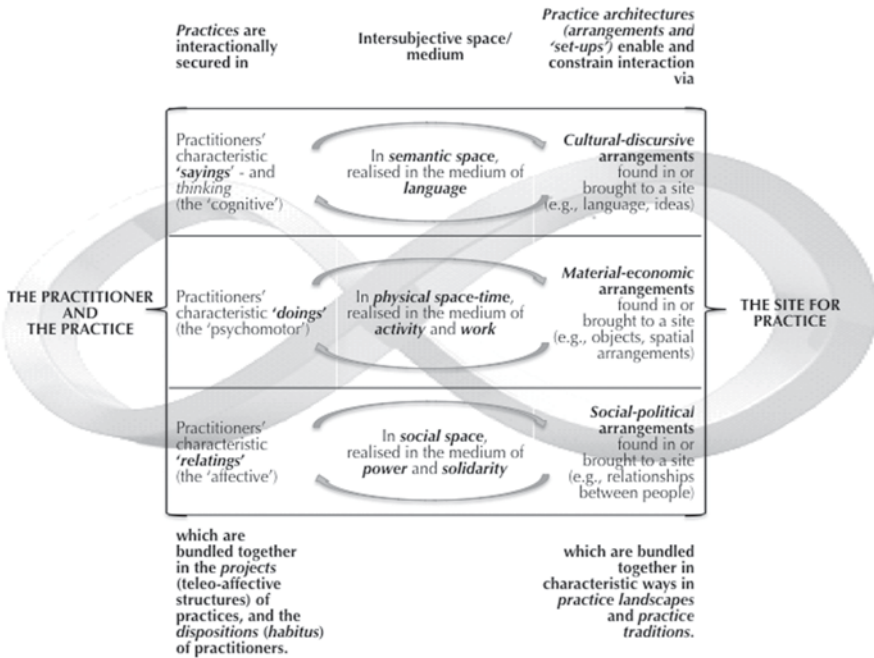 Practices are
interactionally
secured in
Intersubjective space/
medium
Practice architectures
(arrangements and
‘set-ups’) enable and
constrain interaction
via
THE PRACTITIONER
AND
THE PRACTICE
Practitioners’
characteristic
‘sayings’ - and
thinking
(the ‘cognitive’)
In semantic space,
realised in the medium of
language
Cultural-discursive
arrangements
found in or
brought to a site
(e.g., language, ideas)
Practitioners’
characteristic ‘doings’
(the ‘psychomotor’)
In physical space-time,
realised in the medium of
activity and work
Material-economic
arrangements
found in or
brought to a site
(e.g., objects, spatial
arrangements)
Practitioners’
characteristic
‘relatings’
(the ‘affective’)
In social space,
realised in the medium of
power and solidarity
Social-political
arrangements
found in or
brought to a site
(e.g., relationships
between people)
THE SITE FOR
PRACTICE
which are
bundled together
in the projects
(teleo-affective
structures) of
practices, and the
dispositions (habitus)
of practitioners.
which are bundled
together in
characteristic ways in
practice landscapes
and practice
traditions.